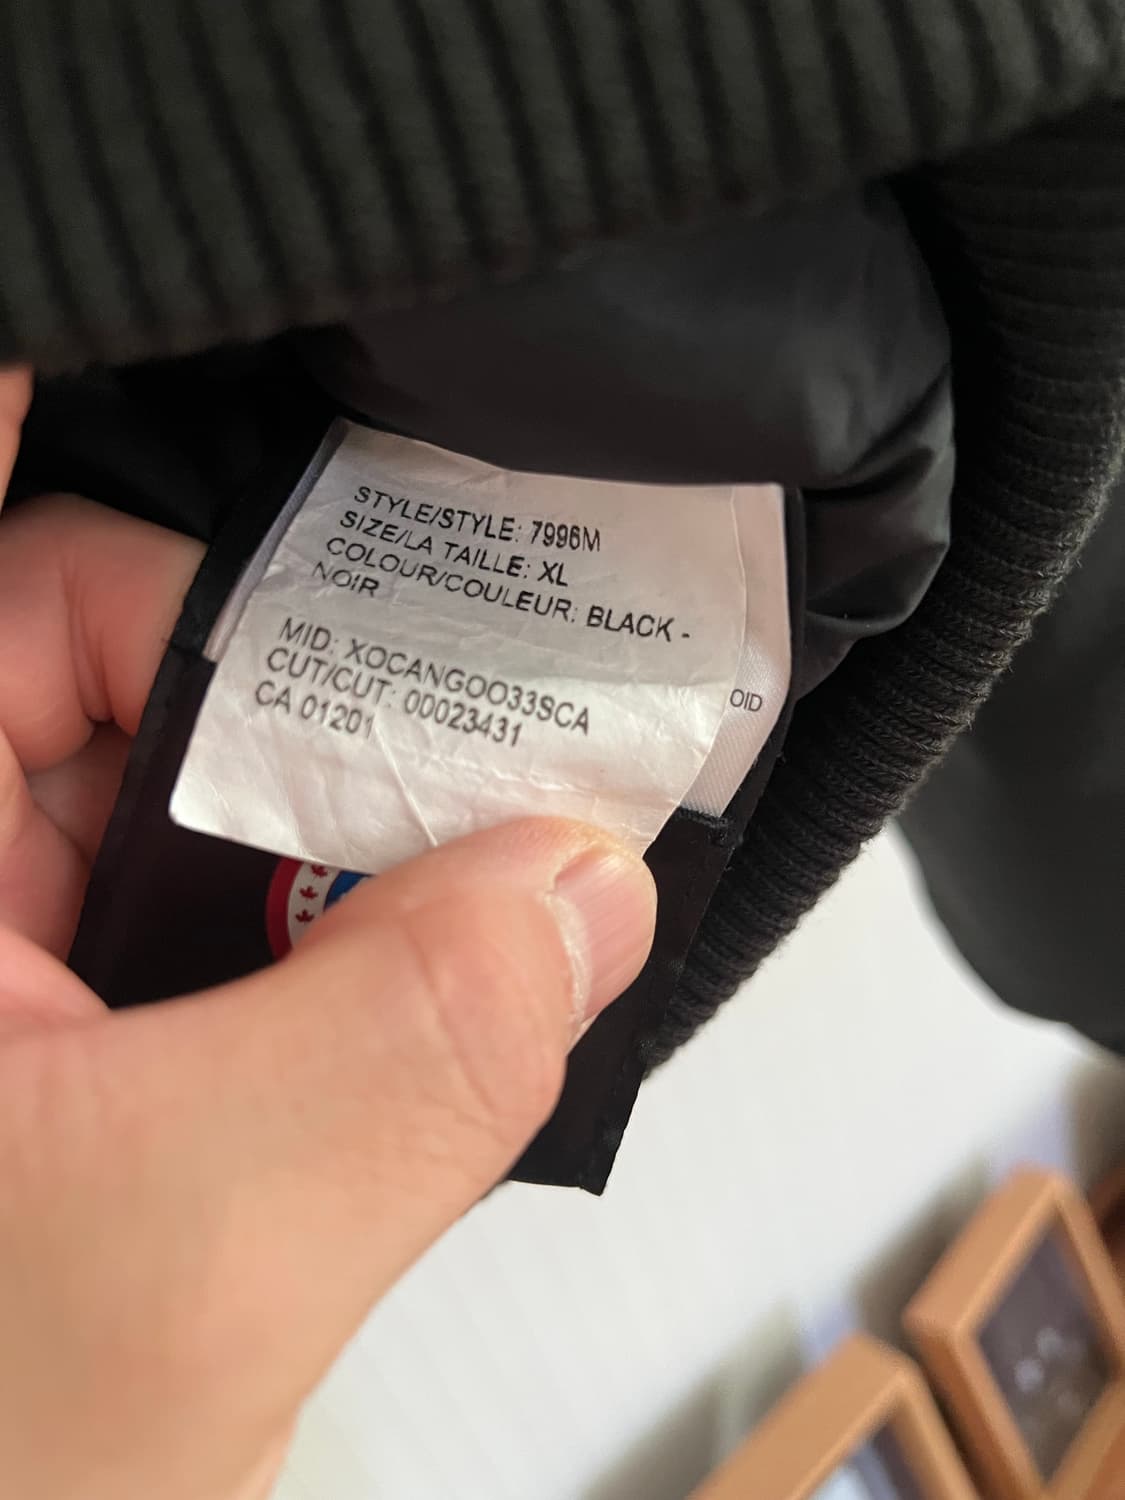 STYLE/STYLE: 7996M
SIZE/LA TAILLE: XL
COLOUR/COULEUR: BLACK -
NOIR
MID: XOCANGOO33SCA
CUT/CUT: 00023431
CA 01201
OID